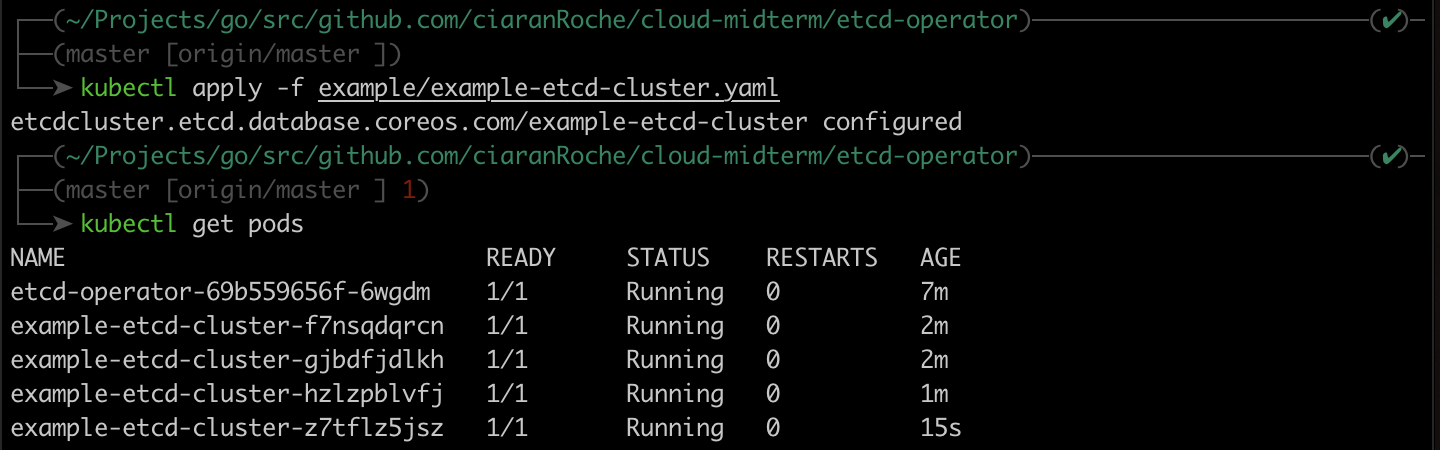 (~/Projects/go/src/github.com/ciaranRoche/cloud-midterm/etcd-operator) (✔)
(master [origin/master ])
➤ kubectl apply -f example/example-etcd-cluster.yaml
etcdcluster.etcd.database.coreos.com/example-etcd-cluster configured
(~/Projects/go/src/github.com/ciaranRoche/cloud-midterm/etcd-operator) (✔)
(master [origin/master ] 1)
➤ kubectl get pods
NAME READY STATUS RESTARTS AGE
etcd-operator-69b559656f-6wgdm 1/1 Running 0 7m
example-etcd-cluster-f7nsqdqrcn 1/1 Running 0 2m
example-etcd-cluster-gjbdfjdlkh 1/1 Running 0 2m
example-etcd-cluster-hzlzpblvfj 1/1 Running 0 1m
example-etcd-cluster-z7tflz5jsz 1/1 Running 0 15s